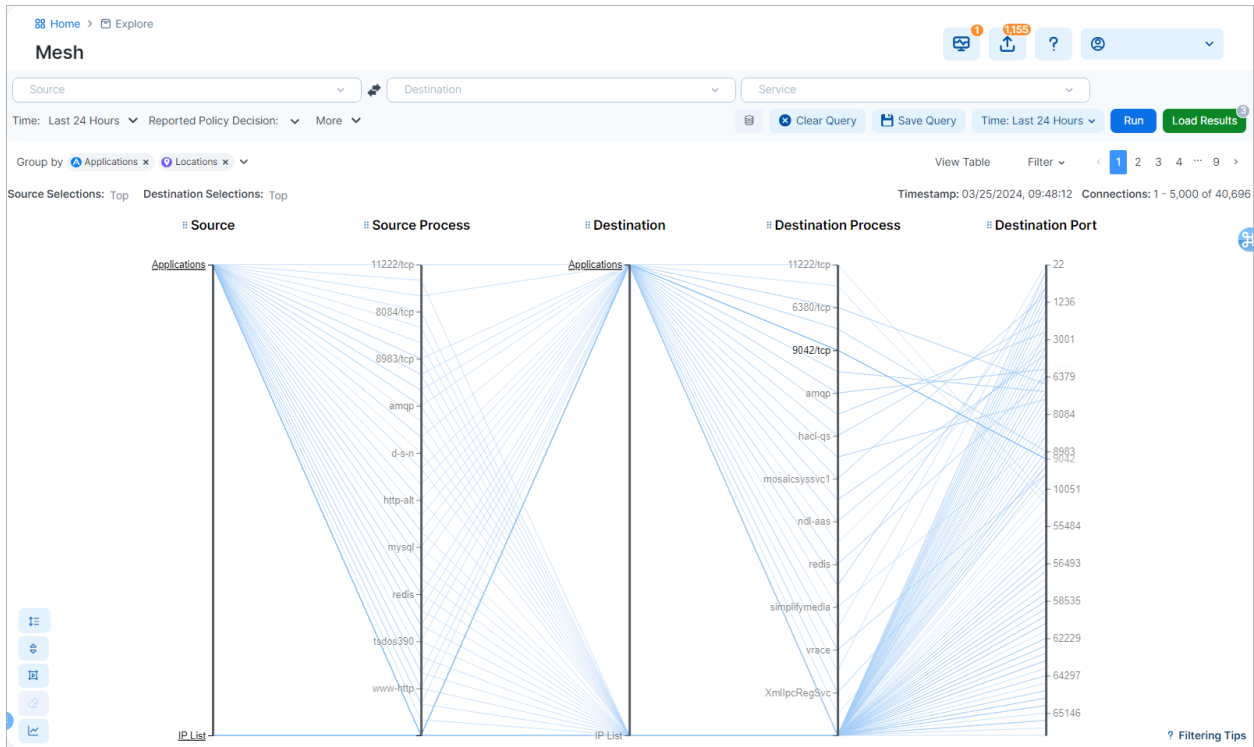 Home > Explore
Mesh
1
1,155
?
Source
Destination
Service
Time: Last 24 Hours
Reported Policy Decision:
More
Clear Query
Save Query
Time: Last 24 Hours
Run
Load Results
3
Group by Applications × Locations ×
View Table
Filter
< 1 2 3 4 ... 9 >
Source Selections: Top Destination Selections: Top
Timestamp: 03/25/2024, 09:48:12 Connections: 1 - 5,000 of 40,696
Source
Source Process
Destination
Destination Process
Destination Port
Applications
IP List
11222/tcp
8084/tcp
8983/tcp
amqp
d-s-n
http-alt
mysql
redis
tsdos390
www-http
Applications
IP List
11222/tcp
6380/tcp
9042/tcp
amqp
hacl-qs
mosaicsyssvc1
ndl-aas
redis
simplifymedia
vrace
XmlIpcRegSvc
22
1236
3001
6379
8084
8983
9042
10051
55484
56493
58535
62229
64297
65146
? Filtering Tips